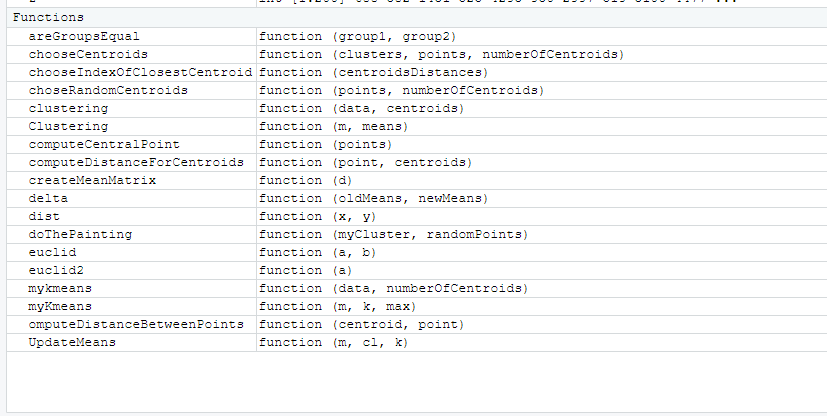 Functions
areGroupsEqual function (group1, group2)
chooseCentroids function (clusters, points, numberOfCentroids)
chooseIndexOfClosestCentroid function (centroidsDistances)
choseRandomCentroids function (points, numberOfCentroids)
clustering function (data, centroids)
Clustering function (m, means)
computeCentralPoint function (points)
computeDistanceForCentroids function (point, centroids)
createMeanMatrix function (d)
delta function (oldMeans, newMeans)
dist function (x, y)
doThePainting function (myCluster, randomPoints)
euclid function (a, b)
euclid2 function (a)
mykmeans function (data, numberOfCentroids)
myKmeans function (m, k, max)
omputeDistanceBetweenPoints function (centroid, point)
UpdateMeans function (m, cl, k)